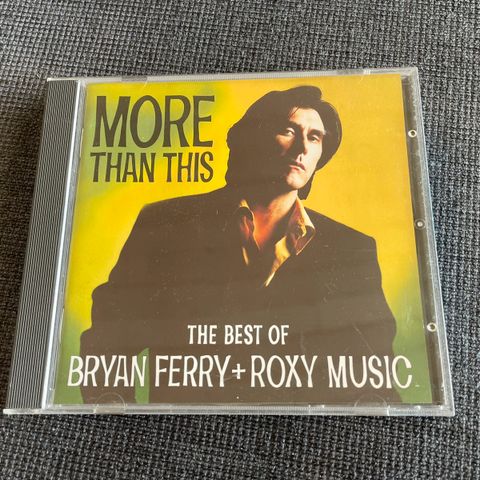 MORE
THAN THIS
THE BEST OF
BRYAN FERRY + ROXY MUSIC